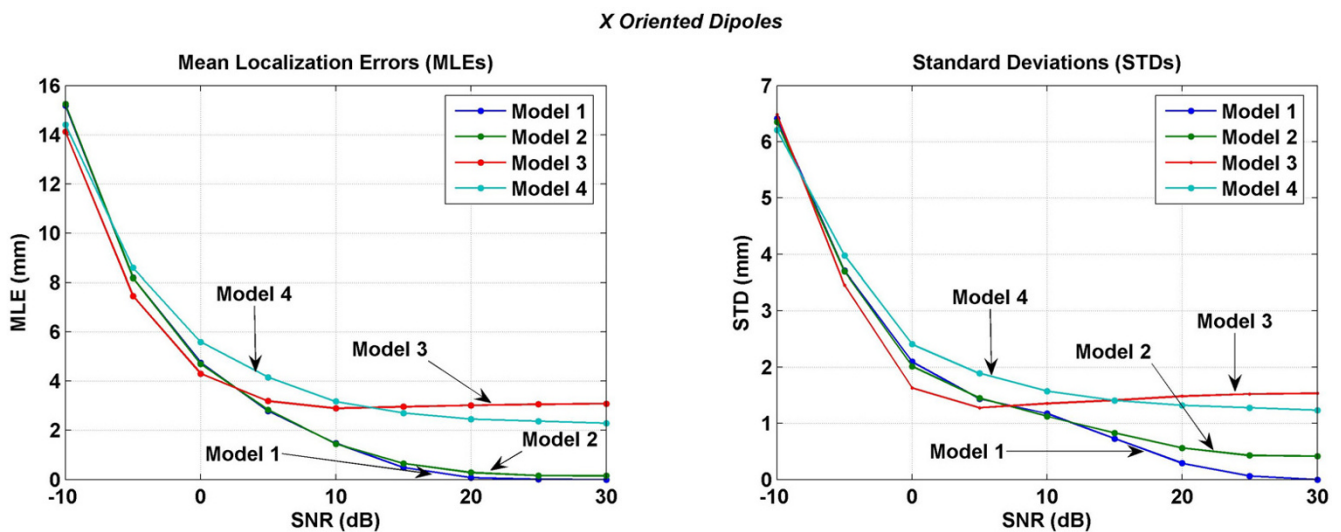 X Oriented Dipoles
Mean Localization Errors (MLEs)
MLE (mm)
16
14
12
10
8
6
4
2
0
Model 1
Model 2
Model 3
Model 4
Model 4
Model 3
Model 1
Model 2
-10
0
10
20
30
SNR (dB)
Standard Deviations (STDs)
STD (mm)
7
6
5
4
3
2
1
0
Model 1
Model 2
Model 3
Model 4
Model 4
Model 3
Model 2
Model 1
-10
0
10
20
30
SNR (dB)